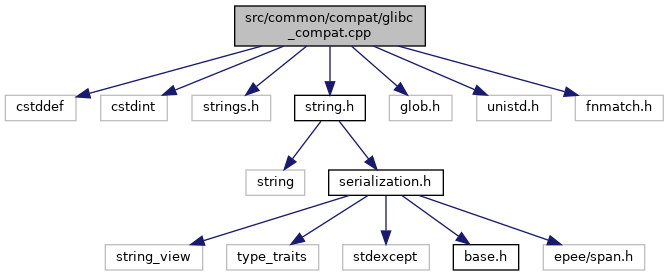 src/common/compat/glibc
_compat.cpp
cstddef
cstdint
strings.h
string.h
glob.h
unistd.h
fnmatch.h
string
serialization.h
string_view
type_traits
stdexcept
base.h
epee/span.h